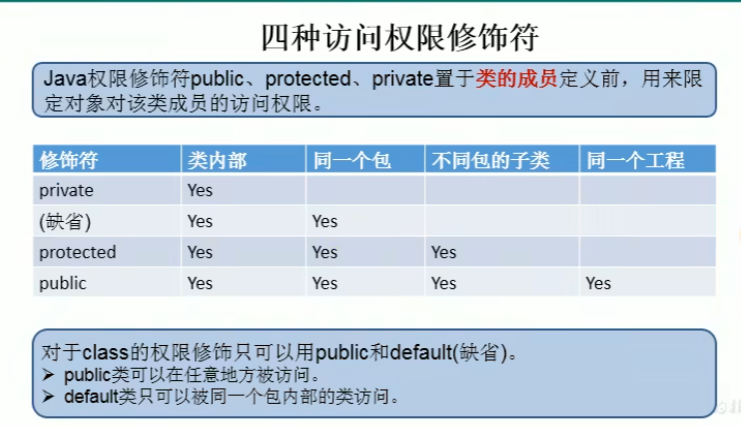 四种访问权限修饰符
Java权限修饰符public、protected、private置于类的成员定义前，用来限
定对象对该类成员的访问权限。
修饰符 类内部 同一个包 不同包的子类 同一个工程
private Yes
(缺省) Yes Yes
protected Yes Yes Yes
public Yes Yes Yes Yes
对于class的权限修饰只可以用public和default(缺省)。
➢ public类可以在任意地方被访问。
➢ default类只可以被同一个包内部的类访问。